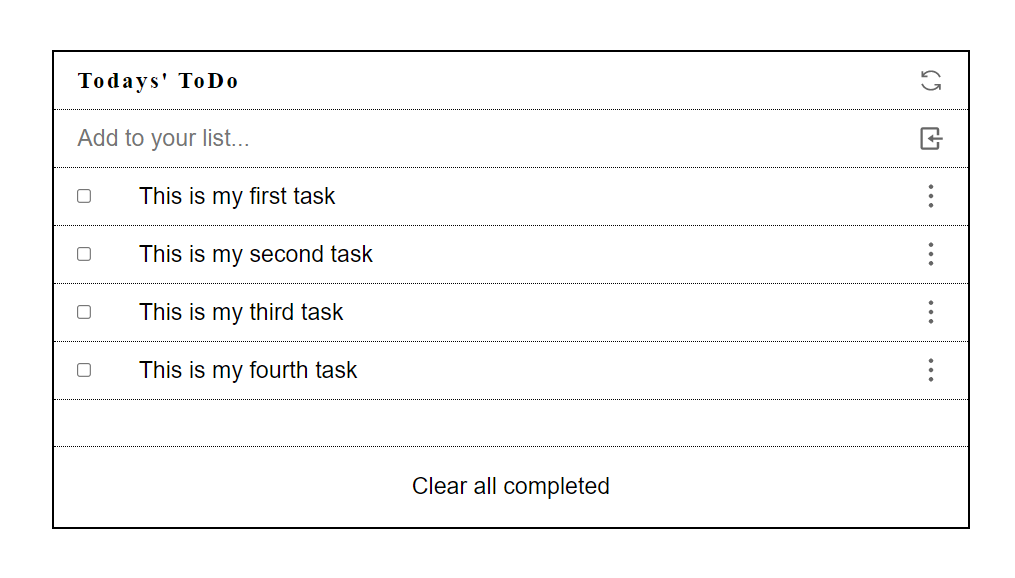 Todays' ToDo
Add to your list...
This is my first task
This is my second task
This is my third task
This is my fourth task
Clear all completed